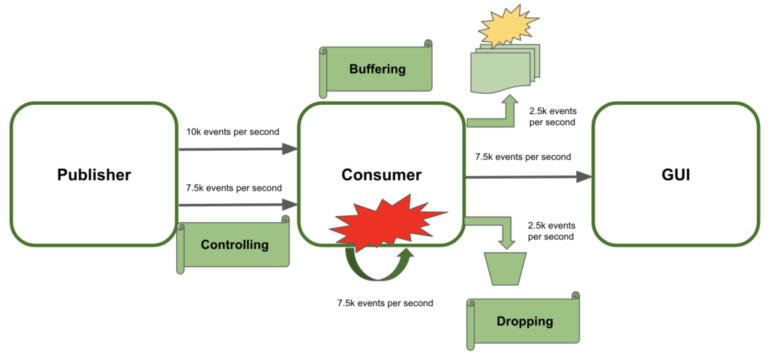 Buffering
2.5k events
per second
10k events per second
7.5k events per second
Publisher
Consumer
GUI
7.5k events per second
Controlling
2.5k events
per second
7.5k events per second
Dropping